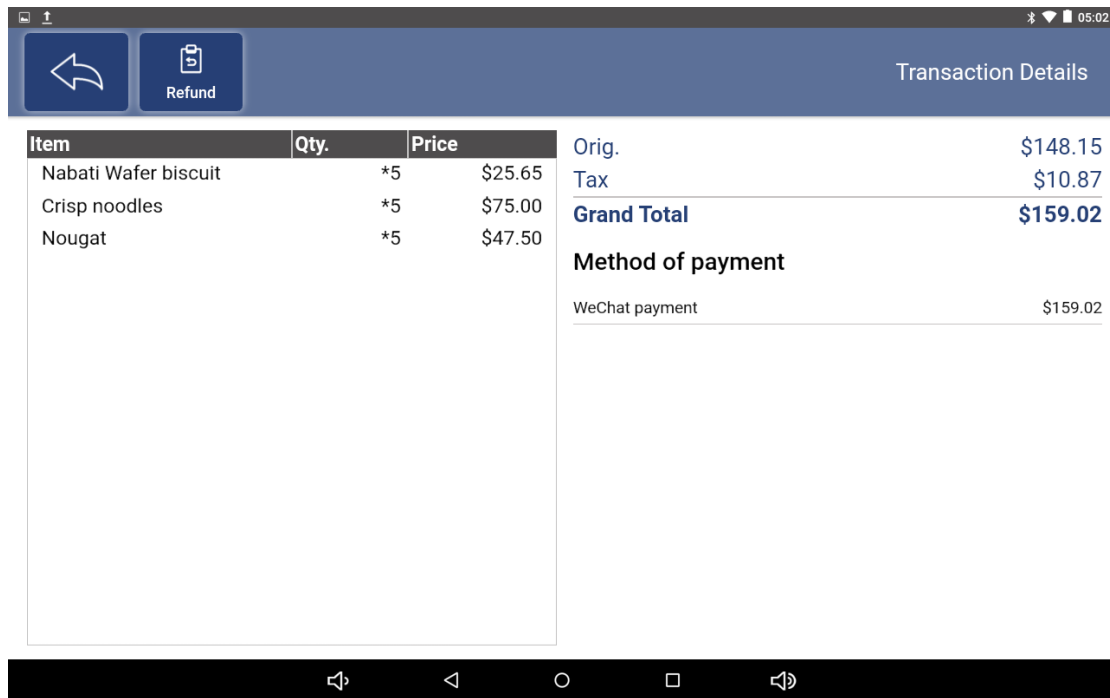 05:02
Refund
Transaction Details
Item Qty. Price
Nabati Wafer biscuit *5 $25.65
Crisp noodles *5 $75.00
Nougat *5 $47.50
Orig. $148.15
Tax $10.87
Grand Total $159.02
Method of payment
WeChat payment $159.02